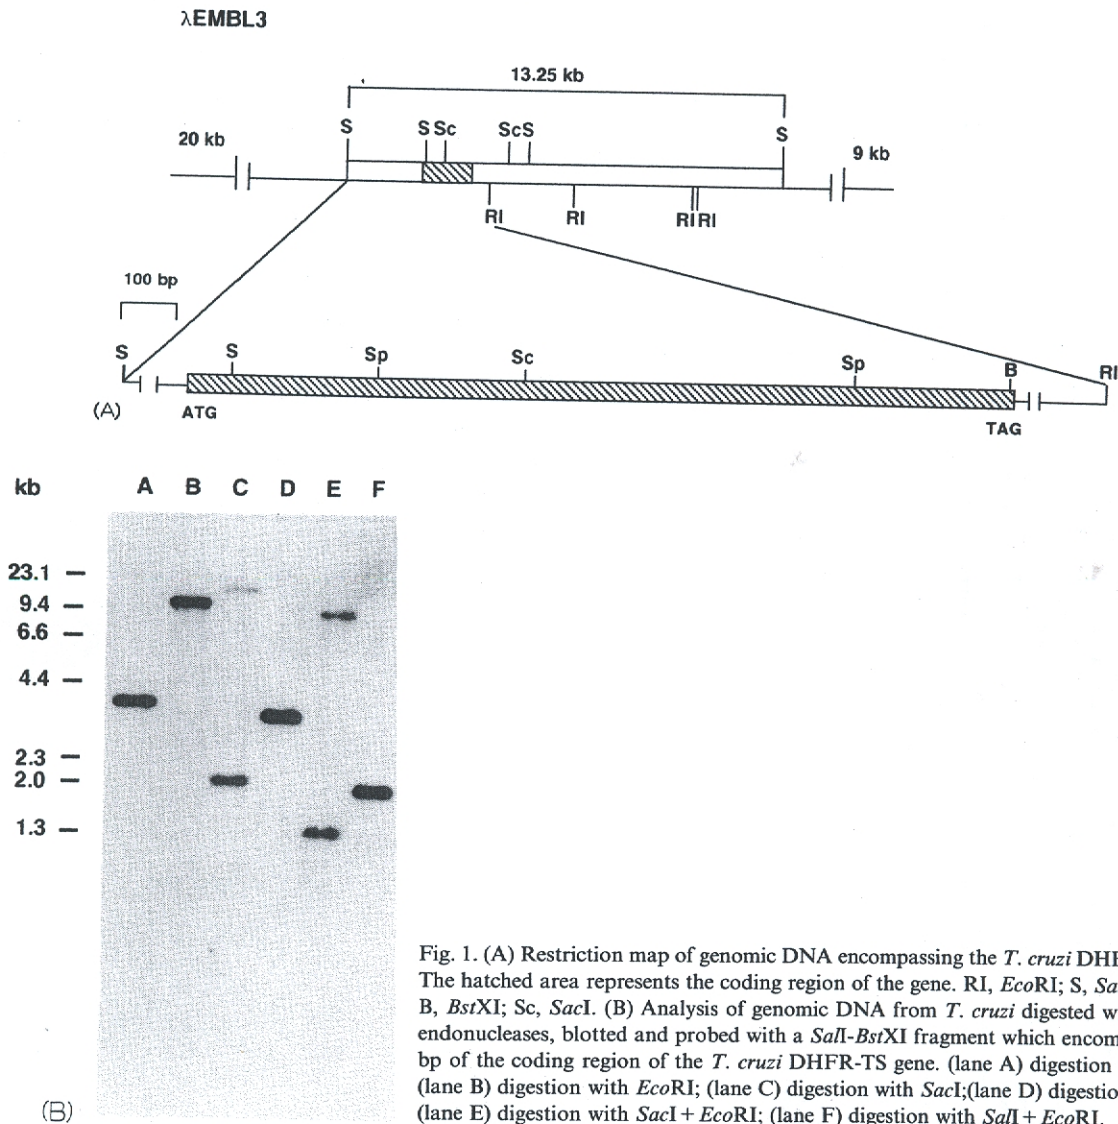 λEMBL3
13.25 kb
S S Sc Sc S S
20 kb
9 kb
RI RI RI RI
100 bp
S S Sp Sc Sp B RI
(A) ATG TAG
kb A B C D E F
23.1
9.4
6.6
4.4
2.3
2.0
1.3
(B)
Fig. 1. (A) Restriction map of genomic DNA encompassing the T. cruzi DHF
The hatched area represents the coding region of the gene. RI, EcoRI; S, Sa
B, BstXI; Sc, SacI. (B) Analysis of genomic DNA from T. cruzi digested w
endonucleases, blotted and probed with a SalI-BstXI fragment which encom
bp of the coding region of the T. cruzi DHFR-TS gene. (lane A) digestion
(lane B) digestion with EcoRI; (lane C) digestion with SacI;(lane D) digestio
(lane E) digestion with SacI + EcoRI; (lane F) digestion with SalI + EcoRI.